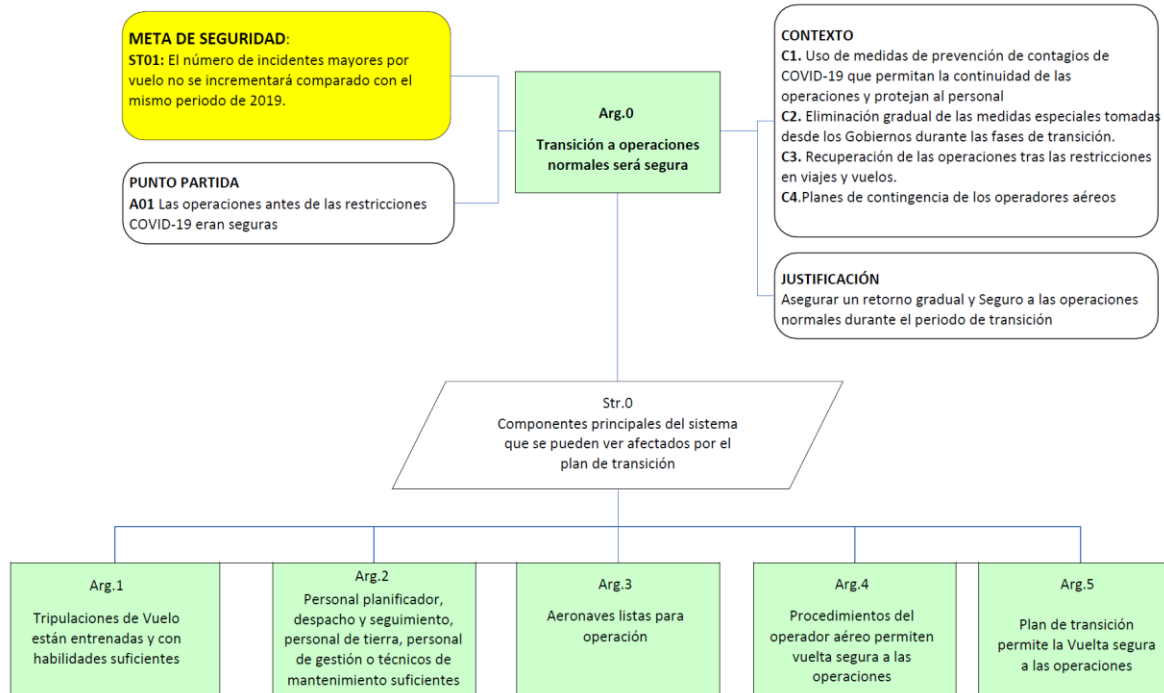 META DE SEGURIDAD:
ST01: El número de incidentes mayores por
vuelo no se incrementará comparado con el
mismo periodo de 2019.
PUNTO PARTIDA
A01 Las operaciones antes de las restricciones
COVID-19 eran seguras
Arg.0
Transición a operaciones
normales será segura
CONTEXTO
C1. Uso de medidas de prevención de contagios de
COVID-19 que permitan la continuidad de las
operaciones y protejan al personal
C2. Eliminación gradual de las medidas especiales tomadas
desde los Gobiernos durante las fases de transición.
C3. Recuperación de las operaciones tras las restricciones
en viajes y vuelos.
C4.Planes de contingencia de los operadores aéreos
JUSTIFICACIÓN
Asegurar un retorno gradual y Seguro a las operaciones
normales durante el periodo de transición
Str.0
Componentes principales del sistema
que se pueden ver afectados por el
plan de transición
Arg.1
Tripulaciones de Vuelo
están entrenadas y con
habilidades suficientes
Arg.2
Personal planificador,
despacho y seguimiento,
personal de tierra, personal
de gestión o técnicos de
mantenimiento suficientes
Arg.3
Aeronaves listas para
operación
Arg.4
Procedimientos del
operador aéreo permiten
vuelta segura a las
operaciones
Arg.5
Plan de transición
permite la Vuelta segura
a las operaciones